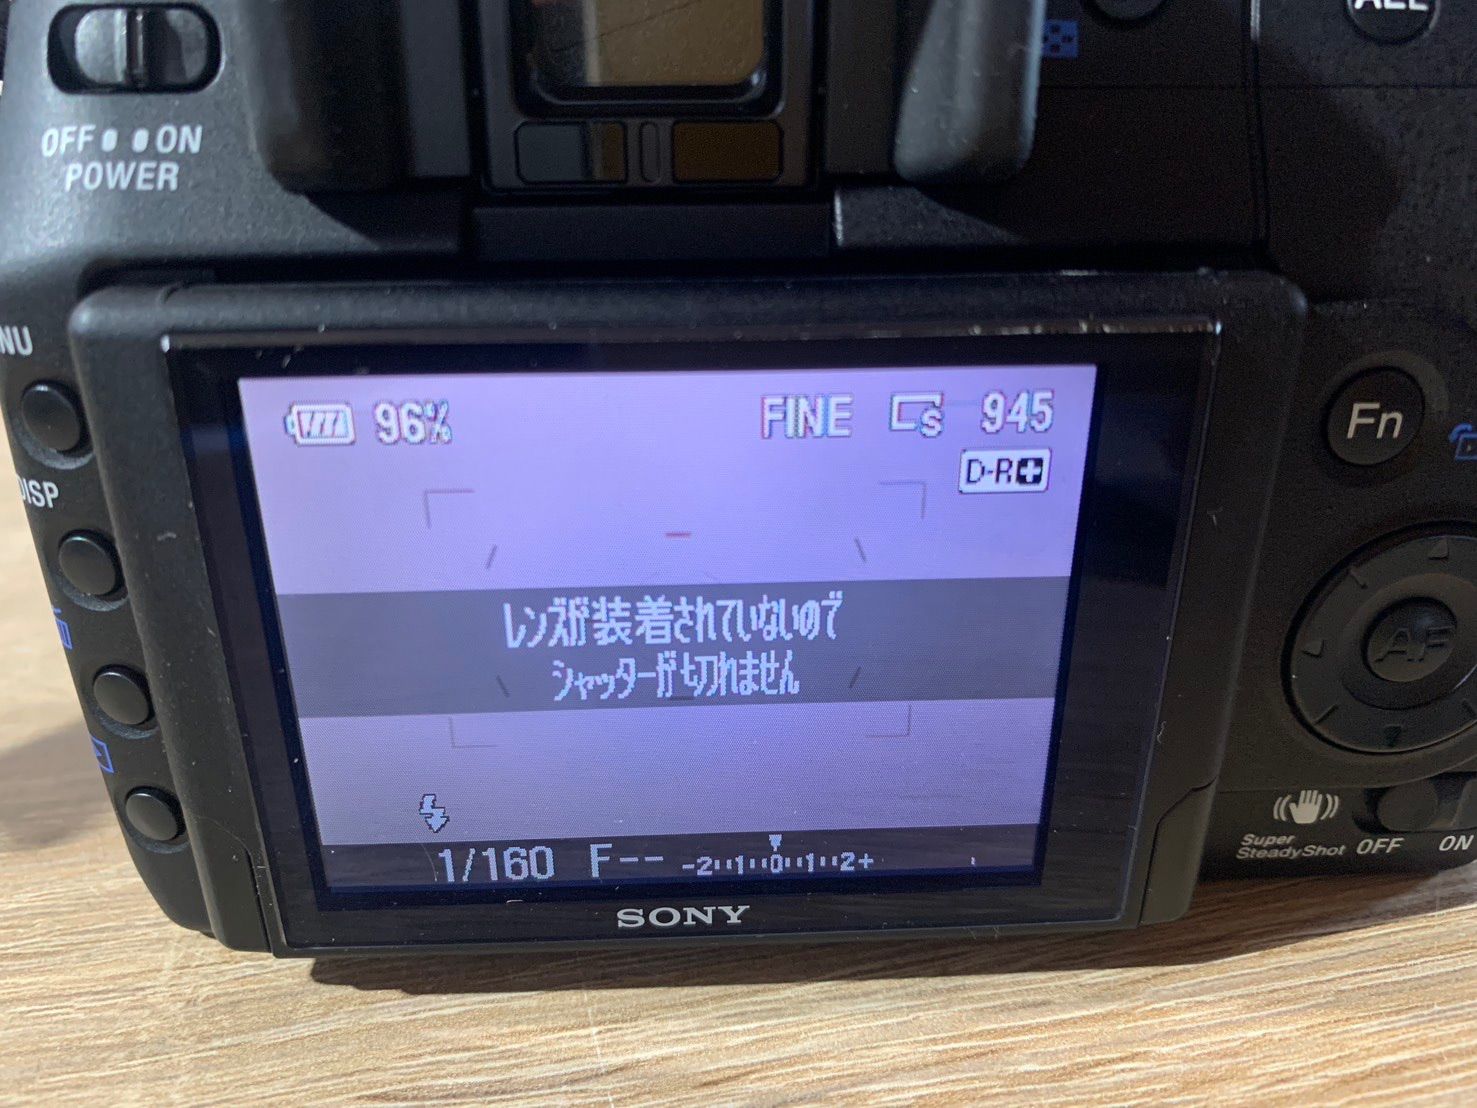 OFF ON
POWER
DISP
96%
FINE S 945
D-R+
レンズが装着されていないので
シャッターが切れません
1/160 F-- -2 1 0 1 2+
SONY
AEL
Fn
AF
Super
SteadyShot OFF ON